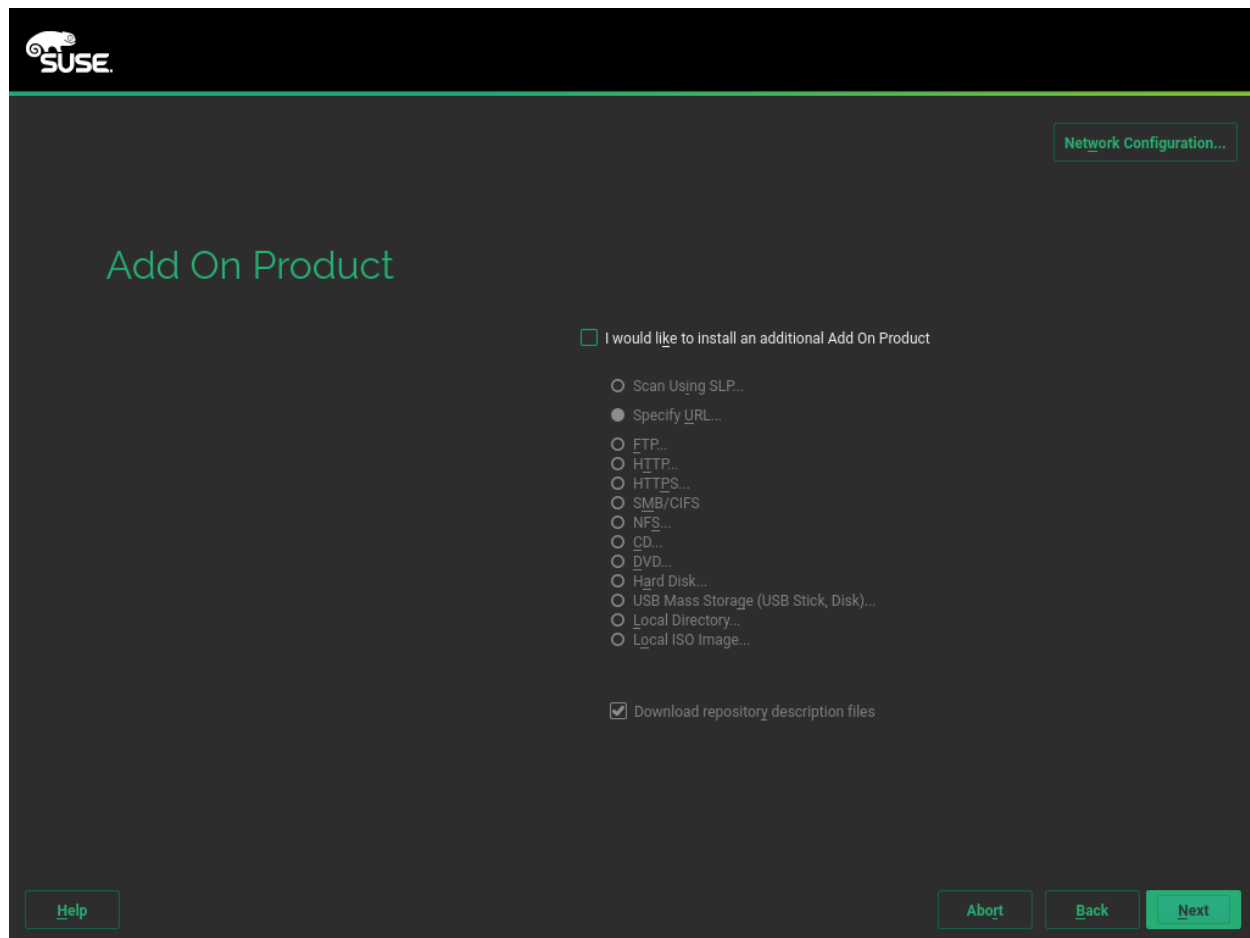 SUSE.
Network Configuration...
Add On Product
I would like to install an additional Add On Product
Scan Using SLP...
Specify URL...
FTP...
HTTP...
HTTPS...
SMB/CIFS
NFS...
CD...
DVD...
Hard Disk...
USB Mass Storage (USB Stick, Disk)...
Local Directory...
Local ISO Image...
Download repository description files
Help Abort Back Next